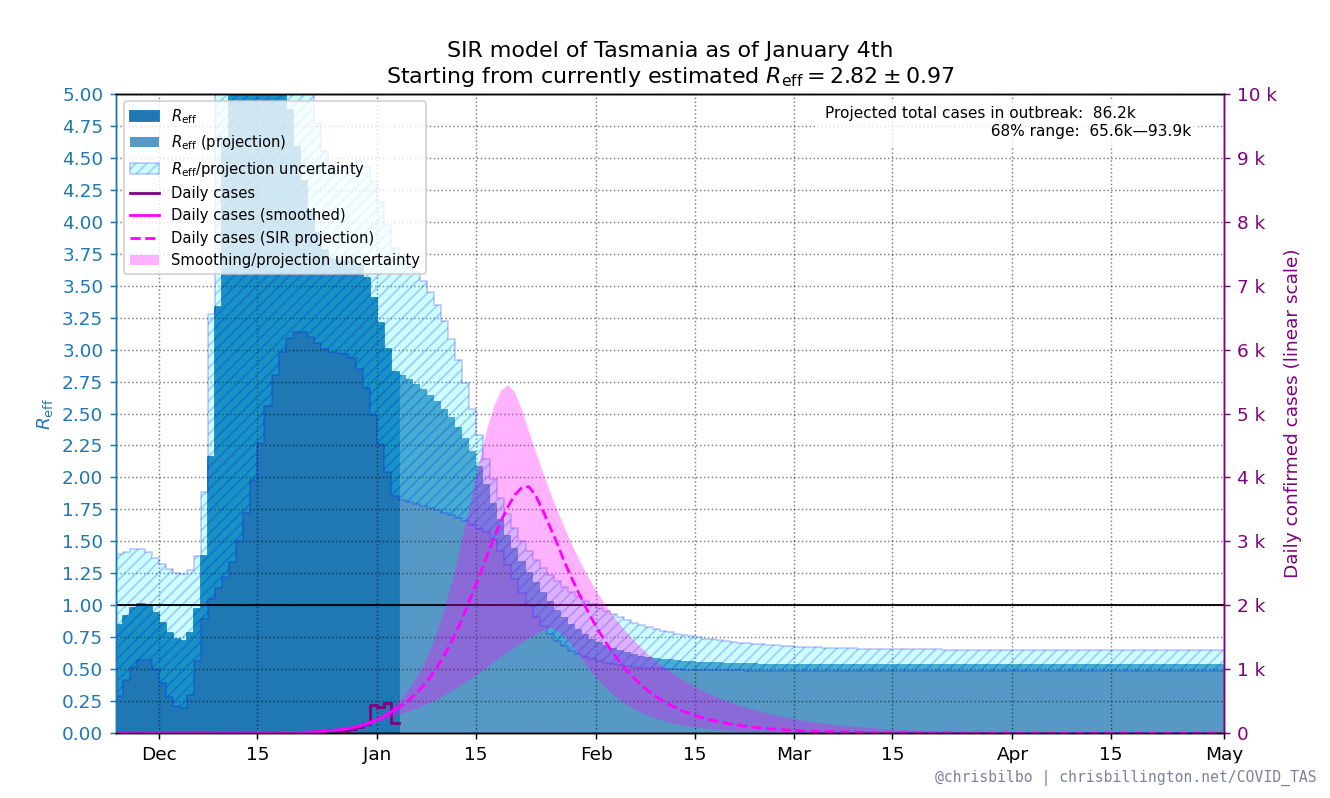 SIR model of Tasmania as of January 4th
Starting from currently estimated Reff = 2.82 ± 0.97
Projected total cases in outbreak: 86.2k
68% range: 65.6k—93.9k
Reff
Reff (projection)
Reff/projection uncertainty
Daily cases
Daily cases (smoothed)
Daily cases (SIR projection)
Smoothing/projection uncertainty
5.00
4.75
4.50
4.25
4.00
3.75
3.50
3.25
3.00
2.75
2.50
2.25
2.00
1.75
1.50
1.25
1.00
0.75
0.50
0.25
0.00
Reff
10 k
9 k
8 k
7 k
6 k
5 k
4 k
3 k
2 k
1 k
0
Daily confirmed cases (linear scale)
Dec 15 Jan 15 Feb 15 Mar 15 Apr 15 May
@chrisbilbo | chrisbillington.net/COVID_TAS